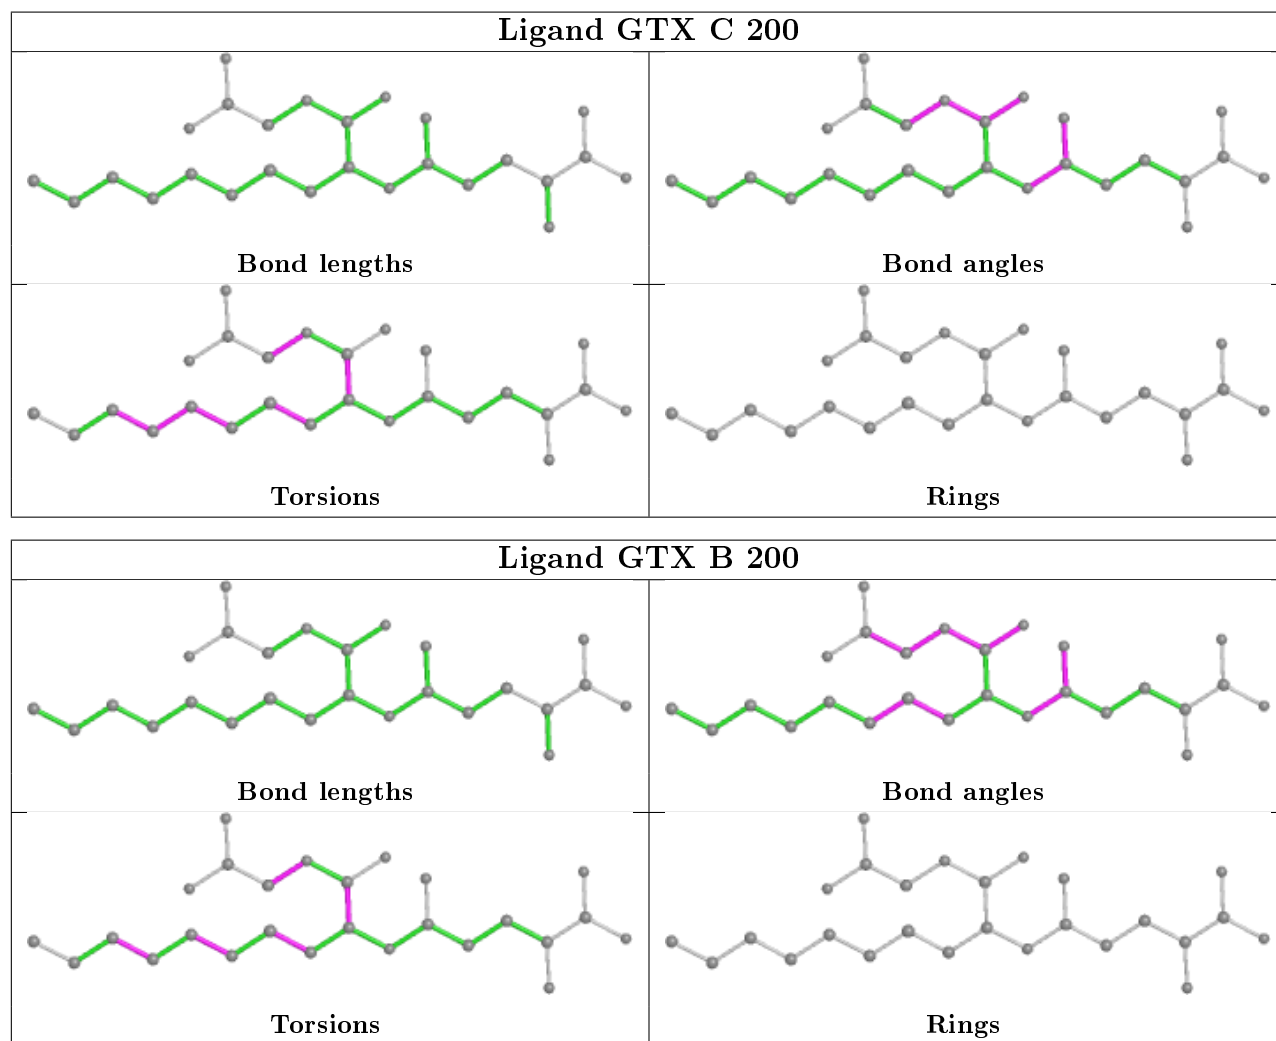 Ligand GTX C 200
Bond lengths
Bond angles
Torsions
Rings
Ligand GTX B 200
Bond lengths
Bond angles
Torsions
Rings